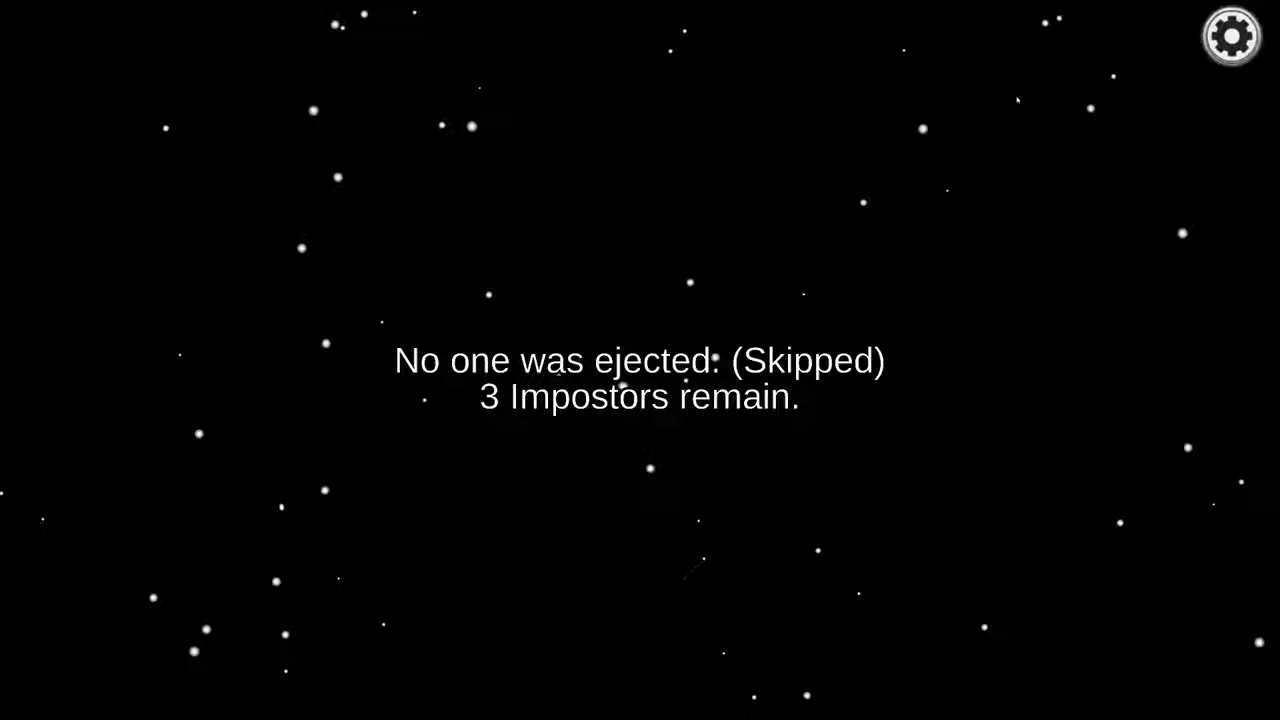 No one was ejected. (Skipped)
3 Impostors remain.